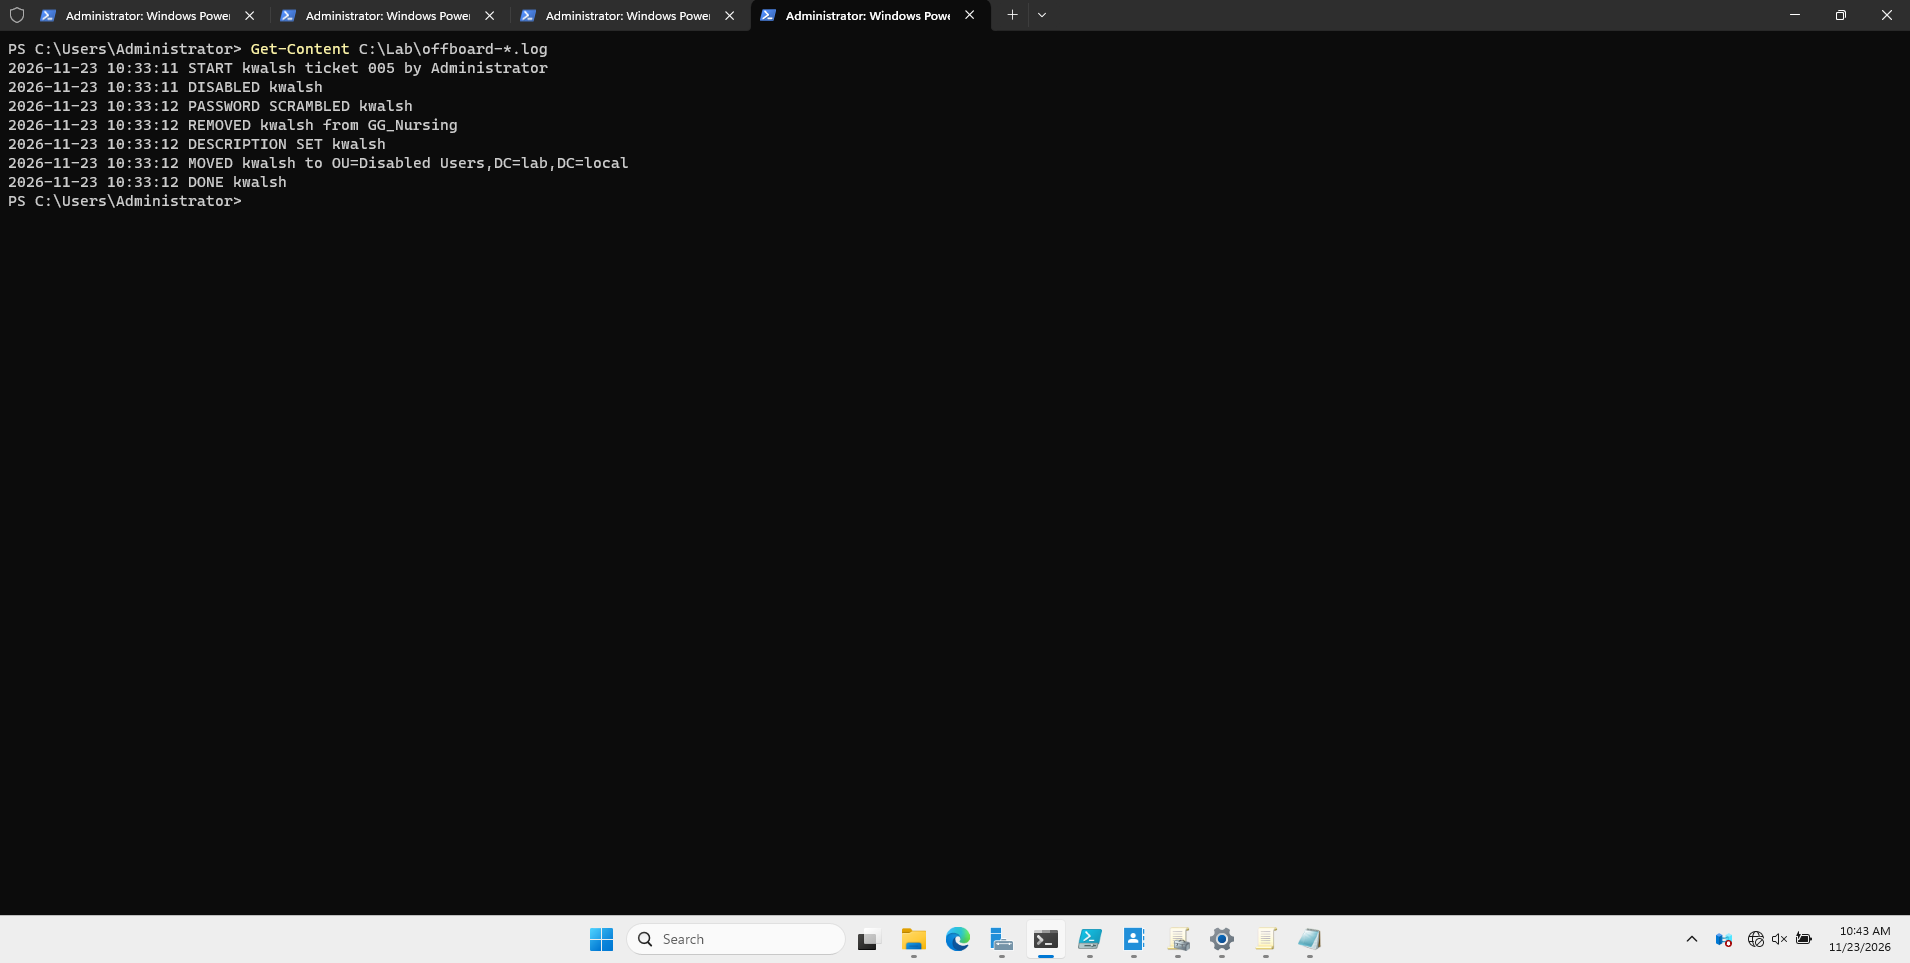 Administrator: Windows Power
Administrator: Windows Power
Administrator: Windows Power
Administrator: Windows Powe
PS C:\Users\Administrator> Get-Content C:\Lab\offboard-*.log
2026-11-23 10:33:11 START kwalsh ticket 005 by Administrator
2026-11-23 10:33:11 DISABLED kwalsh
2026-11-23 10:33:12 PASSWORD SCRAMBLED kwalsh
2026-11-23 10:33:12 REMOVED kwalsh from GG_Nursing
2026-11-23 10:33:12 DESCRIPTION SET kwalsh
2026-11-23 10:33:12 MOVED kwalsh to OU=Disabled Users,DC=lab,DC=local
2026-11-23 10:33:12 DONE kwalsh
PS C:\Users\Administrator>
Search
10:43 AM
11/23/2026